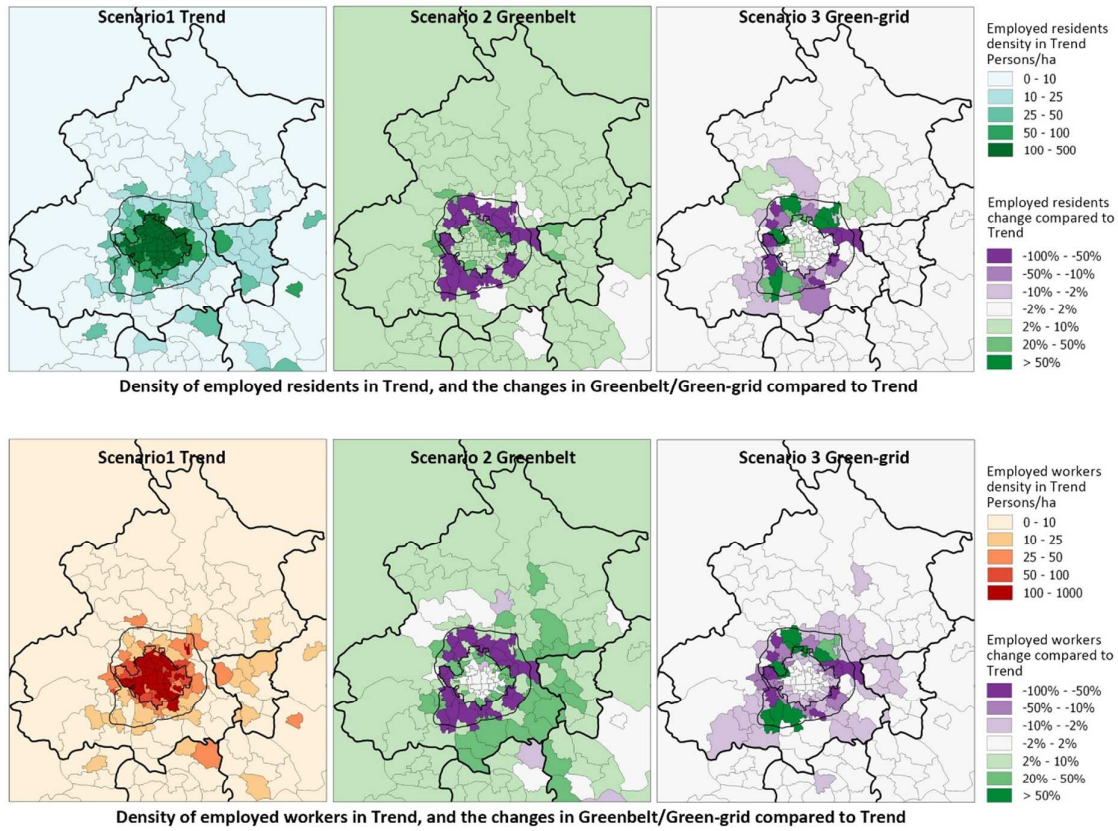 Scenario1 Trend
Scenario 2 Greenbelt
Scenario 3 Green-grid
Employed residents
density in Trend
Persons/ha
0 - 10
10 - 25
25 - 50
50 - 100
100 - 500
Employed residents
change compared to
Trend
-100% - -50%
-50% - -10%
-10% - -2%
-2% - 2%
2% - 10%
20% - 50%
> 50%
Density of employed residents in Trend, and the changes in Greenbelt/Green-grid compared to Trend
Scenario1 Trend
Scenario 2 Greenbelt
Scenario 3 Green-grid
Employed workers
density in Trend
Persons/ha
0 - 10
10 - 25
25 - 50
50 - 100
100 - 1000
Employed workers
change compared to
Trend
-100% - -50%
-50% - -10%
-10% - -2%
-2% - 2%
2% - 10%
20% - 50%
> 50%
Density of employed workers in Trend, and the changes in Greenbelt/Green-grid compared to Trend